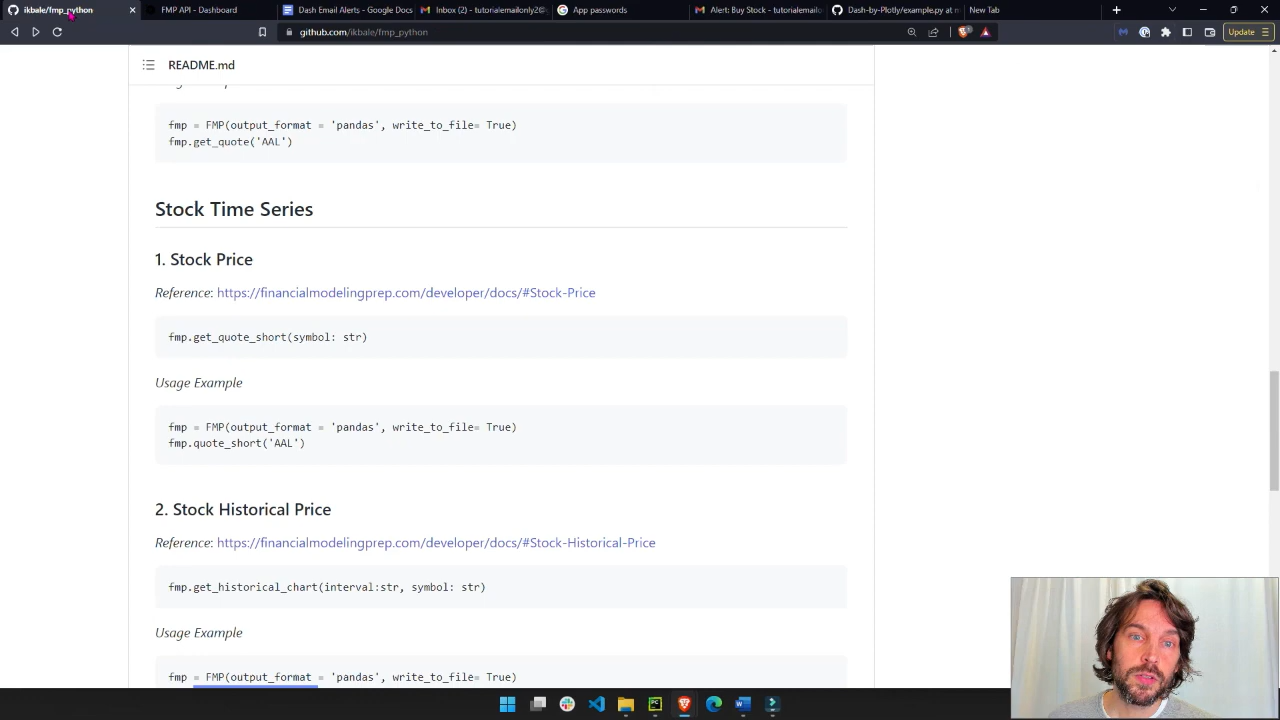 ikbale/fmp_python
FMP API - Dashboard
Dash Email Alerts - Google Docs
Inbox (2) - tutorialemailonly2@
App passwords
Alert: Buy Stock - tutorialemailo
Dash-by-Plotly/example.py at m
New Tab
github.com/ikbale/fmp_python
Update
README.md
fmp = FMP(output_format = 'pandas', write_to_file= True)
fmp.get_quote('AAL')
Stock Time Series
1. Stock Price
Reference: https://financialmodelingprep.com/developer/docs/#Stock-Price
fmp.get_quote_short(symbol: str)
Usage Example
fmp = FMP(output_format = 'pandas', write_to_file= True)
fmp.quote_short('AAL')
2. Stock Historical Price
Reference: https://financialmodelingprep.com/developer/docs/#Stock-Historical-Price
fmp.get_historical_chart(interval:str, symbol: str)
Usage Example
fmp = FMP(output_format = 'pandas', write_to_file= True)